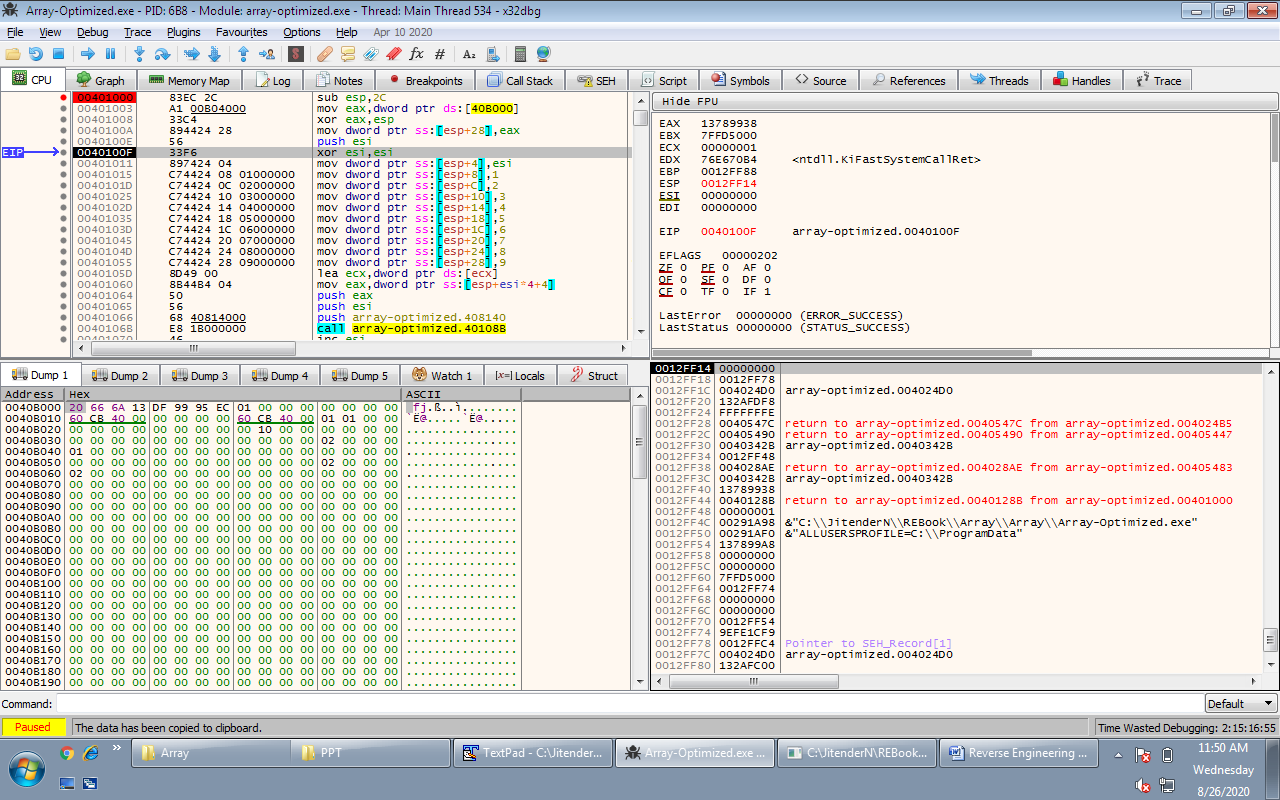 Array-Optimized.exe - PID: 6B8 - Module: array-optimized.exe - Thread: Main Thread 534 - x32dbg
File View Debug Trace Plugins Favourites Options Help Apr 10 2020
CPU Graph Memory Map Log Notes Breakpoints Call Stack SEH Script Symbols Source References Threads Handles Trace
00401000 83EC 2C sub esp,2C
00401003 A1 00B04000 mov eax,dword ptr ds:[40B000]
00401008 33C4 xor eax,esp
0040100A 894424 28 mov dword ptr ss:[esp+28],eax
0040100E 56 push esi
EIP 0040100F 33F6 xor esi,esi
00401011 897424 04 mov dword ptr ss:[esp+4],esi
00401015 C74424 08 01000000 mov dword ptr ss:[esp+8],1
0040101D C74424 0C 02000000 mov dword ptr ss:[esp+C],2
00401025 C74424 10 03000000 mov dword ptr ss:[esp+10],3
0040102D C74424 14 04000000 mov dword ptr ss:[esp+14],4
00401035 C74424 18 05000000 mov dword ptr ss:[esp+18],5
0040103D C74424 1C 06000000 mov dword ptr ss:[esp+1C],6
00401045 C74424 20 07000000 mov dword ptr ss:[esp+20],7
0040104D C74424 24 08000000 mov dword ptr ss:[esp+24],8
00401055 C74424 28 09000000 mov dword ptr ss:[esp+28],9
0040105D 8D49 00 lea ecx,dword ptr ds:[ecx]
00401060 8B44B4 04 mov eax,dword ptr ss:[esp+esi*4+4]
00401064 50 push eax
00401065 56 push esi
00401066 68 40814000 push array-optimized.408140
0040106B E8 1B000000 call array-optimized.40108B
00401070 46 inc esi
Hide FPU
EAX 13789938
EBX 7FFD5000
ECX 00000001
EDX 76E670B4 <ntdll.KiFastSystemCallRet>
EBP 0012FF88
ESP 0012FF14
ESI 00000000
EDI 00000000
EIP 0040100F array-optimized.0040100F
EFLAGS 00000202
ZF 0 PF 0 AF 0
OF 0 SF 0 DF 0
CF 0 TF 0 IF 1
LastError 00000000 (ERROR_SUCCESS)
LastStatus 00000000 (STATUS_SUCCESS)
Dump 1 Dump 2 Dump 3 Dump 4 Dump 5 Watch 1 [x=] Locals Struct
Address Hex ASCII
0040B000 20 66 6A 13 DF 99 95 EC 01 00 00 00 00 00 00 00 fj.ß..ì........
0040B010 60 CB 40 00 00 00 00 00 60 CB 40 00 01 01 00 00 `Ë@.....`Ë@.....
0040B020 00 00 00 00 00 00 00 00 00 10 00 00 00 00 00 00 ................
0040B030 00 00 00 00 00 00 00 00 00 00 00 00 02 00 00 00 ................
0040B040 01 00 00 00 00 00 00 00 00 00 00 00 00 00 00 00 ................
0040B050 00 00 00 00 00 00 00 00 00 00 00 00 02 00 00 00 ................
0040B060 02 00 00 00 00 00 00 00 00 00 00 00 00 00 00 00 ................
0040B070 00 00 00 00 00 00 00 00 00 00 00 00 00 00 00 00 ................
0040B080 00 00 00 00 00 00 00 00 00 00 00 00 00 00 00 00 ................
0040B090 00 00 00 00 00 00 00 00 00 00 00 00 00 00 00 00 ................
0040B0A0 00 00 00 00 00 00 00 00 00 00 00 00 00 00 00 00 ................
0040B0B0 00 00 00 00 00 00 00 00 00 00 00 00 00 00 00 00 ................
0040B0C0 00 00 00 00 00 00 00 00 00 00 00 00 00 00 00 00 ................
0040B0D0 00 00 00 00 00 00 00 00 00 00 00 00 00 00 00 00 ................
0040B0E0 00 00 00 00 00 00 00 00 00 00 00 00 00 00 00 00 ................
0040B0F0 00 00 00 00 00 00 00 00 00 00 00 00 00 00 00 00 ................
0040B100 00 00 00 00 00 00 00 00 00 00 00 00 00 00 00 00 ................
0040B110 00 00 00 00 00 00 00 00 00 00 00 00 00 00 00 00 ................
0040B120 00 00 00 00 00 00 00 00 00 00 00 00 00 00 00 00 ................
0040B130 00 00 00 00 00 00 00 00 00 00 00 00 00 00 00 00 ................
0040B140 00 00 00 00 00 00 00 00 00 00 00 00 00 00 00 00 ................
0040B150 00 00 00 00 00 00 00 00 00 00 00 00 00 00 00 00 ................
0040B160 00 00 00 00 00 00 00 00 00 00 00 00 00 00 00 00 ................
0040B170 00 00 00 00 00 00 00 00 00 00 00 00 00 00 00 00 ................
0040B180 00 00 00 00 00 00 00 00 00 00 00 00 00 00 00 00 ................
0040B190 00 00 00 00 00 00 00 00 00 00 00 00 00 00 00 00 ................
0012FF14 00000000
0012FF18 0012FF78
0012FF1C 004024D0 array-optimized.004024D0
0012FF20 132AFDF8
0012FF24 FFFFFFFE
0012FF28 0040547C return to array-optimized.0040547C from array-optimized.004024B5
0012FF2C 00405490 return to array-optimized.00405490 from array-optimized.00405447
0012FF30 0040342B array-optimized.0040342B
0012FF34 0012FF48
0012FF38 004028AE return to array-optimized.004028AE from array-optimized.00405483
0012FF3C 0040342B array-optimized.0040342B
0012FF40 13789938
0012FF44 0040128B return to array-optimized.0040128B from array-optimized.00401000
0012FF48 00000001
0012FF4C 00291A98 &"C:\\JitenderN\\REBook\\Array\\Array\\Array-Optimized.exe"
0012FF50 00291AF0 &"ALLUSERSPROFILE=C:\\ProgramData"
0012FF54 137899A8
0012FF58 00000000
0012FF5C 00000000
0012FF60 7FFD5000
0012FF64 0012FF74
0012FF68 00000000
0012FF6C 00000000
0012FF70 0012FF54
0012FF74 9EFE1CF9
0012FF78 0012FFC4 Pointer to SEH_Record[1]
0012FF7C 004024D0 array-optimized.004024D0
0012FF80 132AFC00
Command: Default
Paused The data has been copied to clipboard. Time Wasted Debugging: 2:15:16:55
Array PPT TextPad - C:\Jitender... Array-Optimized.exe ... C:\JitenderN\REBook... Reverse Engineering ...
11:50 AM
Wednesday
8/26/2020